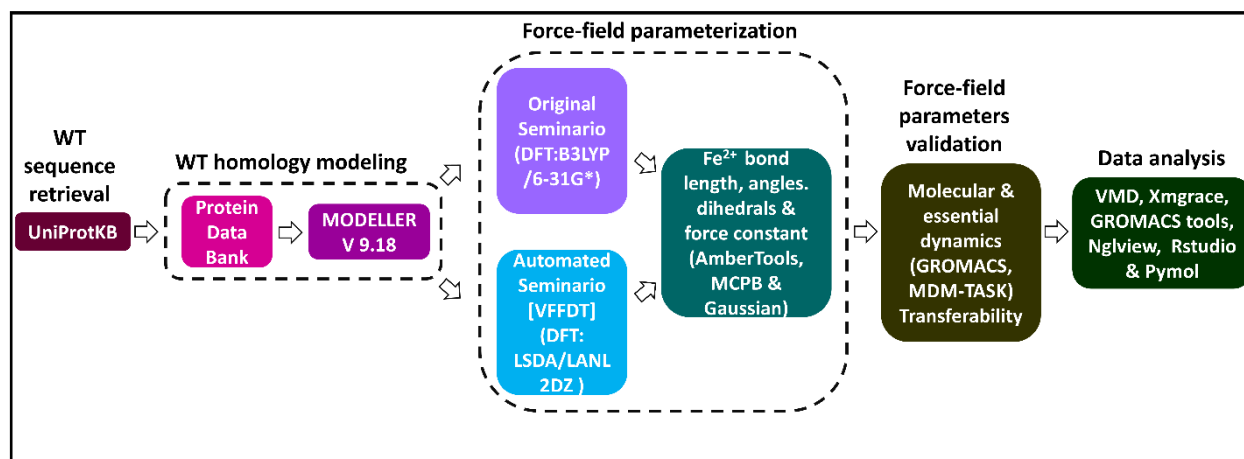 Force-field parameterization
WT
sequence
retrieval
UniProtKB
WT homology modeling
Protein
Data
Bank
MODELLER
V 9.18
Original
Seminario
(DFT:B3LYP
/6-31G*)
Automated
Seminario
[VFFDT]
(DFT:
LSDA/LANL
2DZ )
Fe²⁺ bond
length, angles.
dihedrals &
force constant
(AmberTools,
MCPB &
Gaussian)
Force-field
parameters
validation
Molecular &
essential
dynamics
(GROMACS,
MDM-TASK)
Transferability
Data analysis
VMD, Xmgrace,
GROMACS tools,
Nglview, Rstudio
& Pymol